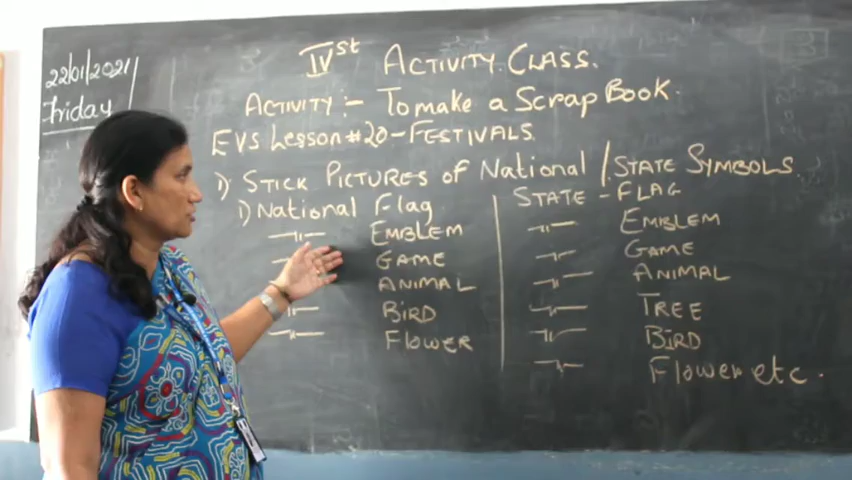 22/01/2021
Friday
IVst ACTIVITY CLASS.
ACTIVITY:- To make a Scrap Book.
EVS Lesson #20-FESTIVALS
1) STICK PICTURES of National / STATE SYMBOLS.
1) National Flag
—〃— EMBLEM
—〃— GAME
ANIMAL
—〃— BIRD
—〃— FLOWER
STATE - FLAG
—〃— EMBLEM
—〃— GAME
—〃— ANIMAL
—〃— TREE
—〃— BIRD
—〃— Flower etc.